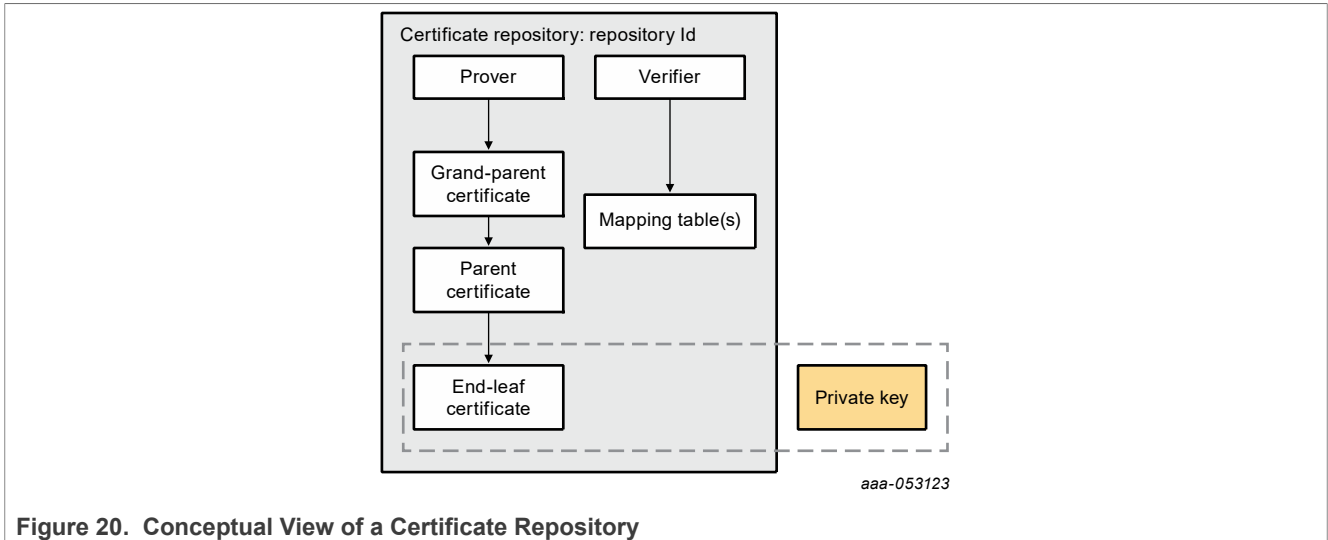 Certificate repository: repository Id
Prover
Verifier
Grand-parent
certificate
Mapping table(s)
Parent
certificate
End-leaf
certificate
Private key
aaa-053123
Figure 20. Conceptual View of a Certificate Repository